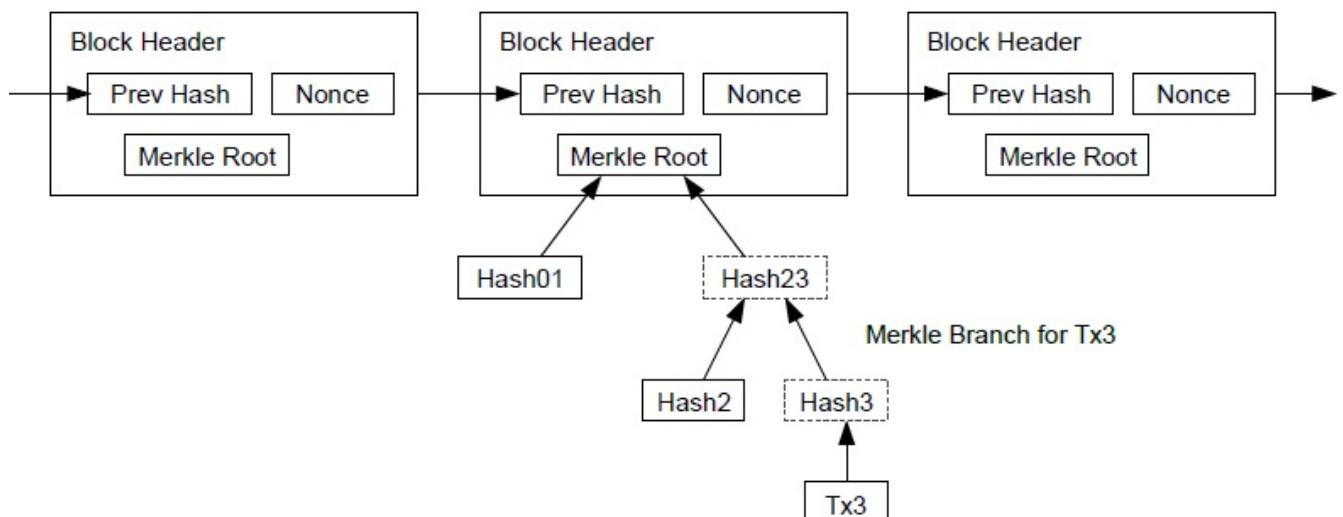 Block Header
Block Header
Block Header
Prev Hash
Nonce
Prev Hash
Nonce
Prev Hash
Nonce
Merkle Root
Merkle Root
Merkle Root
Hash01
Hash23
Merkle Branch for Tx3
Hash2
Hash3
Tx3